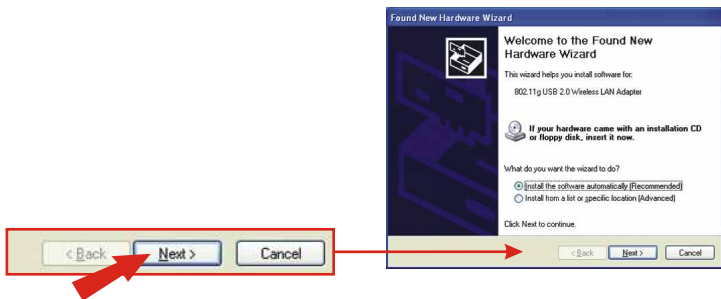 Found New Hardware Wizard
Welcome to the Found New
Hardware Wizard
This wizard helps you install software for:
802.11g USB 2.0 Wireless LAN Adapter
If your hardware came with an installation CD
or floppy disk, insert it now.
What do you want the wizard to do?
Install the software automatically (Recommended)
Install from a list or specific location (Advanced)
Click Next to continue.
< Back Next > Cancel
< Back Next > Cancel